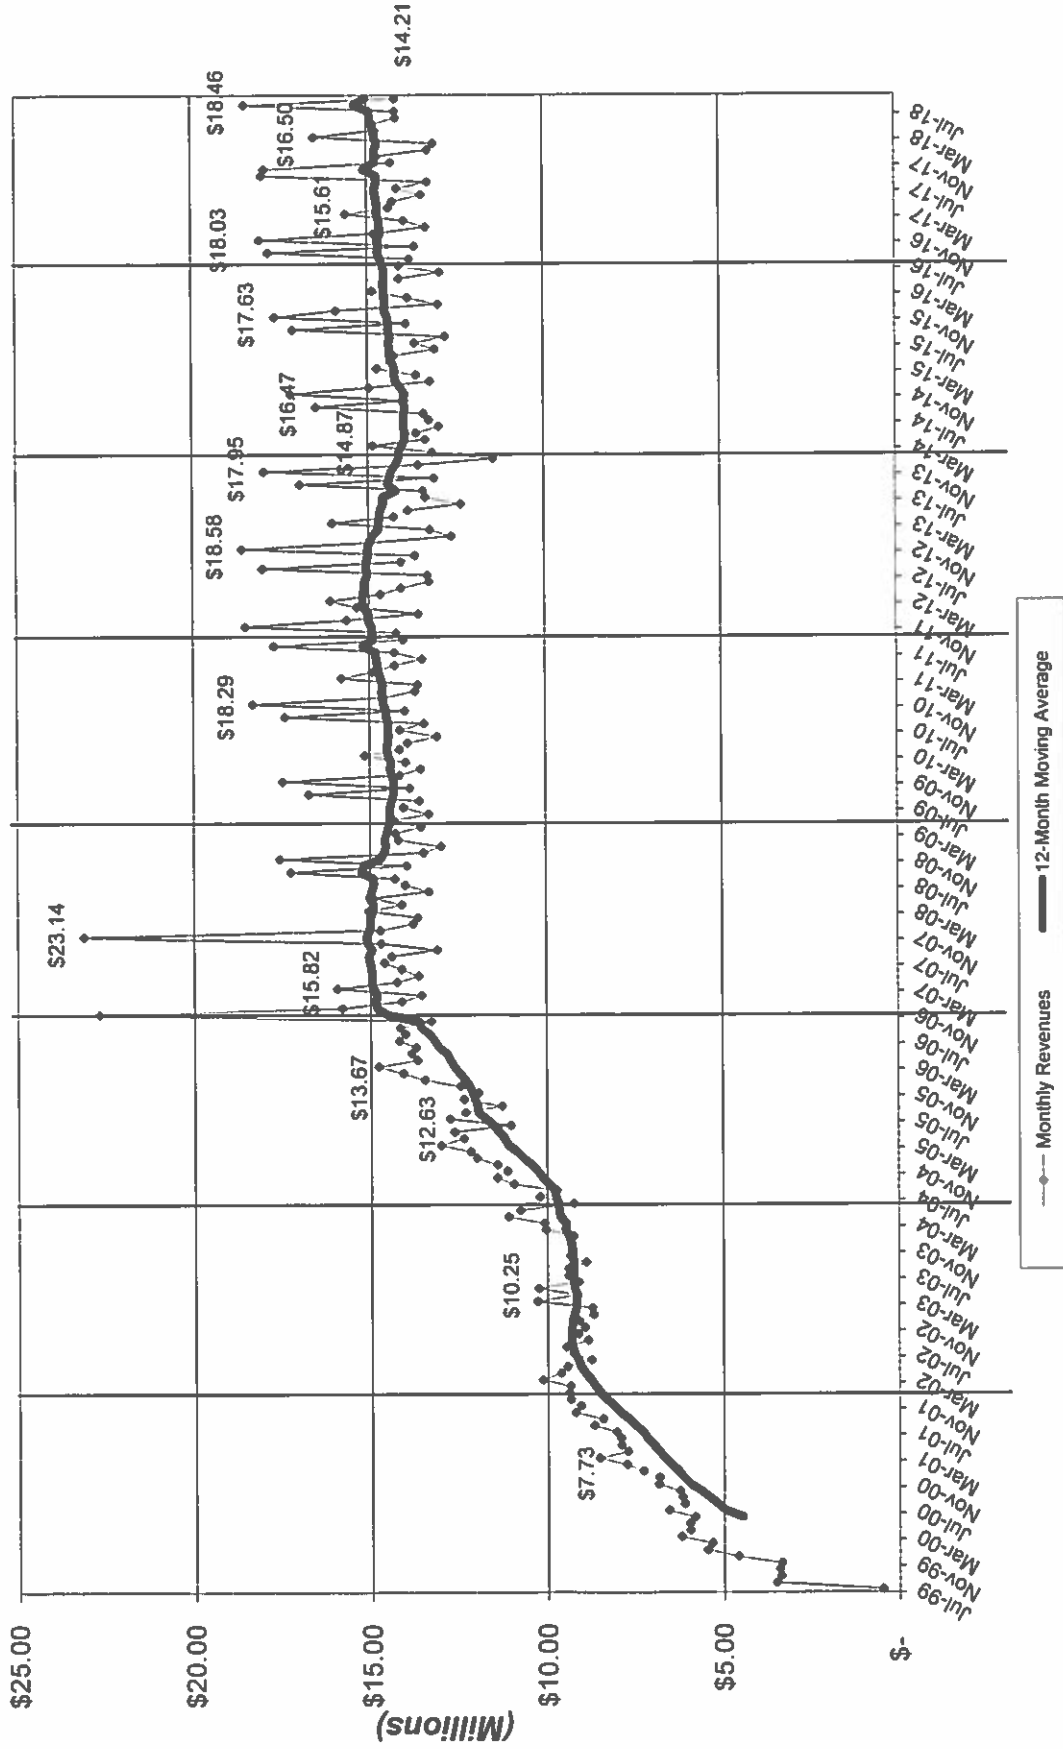 $25.00
$20.00
$15.00
$10.00
$5.00
$-
(Millions)
$7.73
$10.25
$12.63
$13.67
$15.82
$23.14
$18.29
$18.58
$17.95
$14.87
$16.47
$17.63
$18.03
$15.61
$16.50
$18.46
$14.21
Jul-99
Nov-99
Mar-00
Jul-00
Nov-00
Mar-01
Jul-01
Nov-01
Mar-02
Jul-02
Nov-02
Mar-03
Jul-03
Nov-03
Mar-04
Jul-04
Nov-04
Mar-05
Jul-05
Nov-05
Mar-06
Jul-06
Nov-06
Mar-07
Jul-07
Nov-07
Mar-08
Jul-08
Nov-08
Mar-09
Jul-09
Nov-09
Mar-10
Jul-10
Nov-10
Mar-11
Jul-11
Nov-11
Mar-12
Jul-12
Nov-12
Mar-13
Jul-13
Nov-13
Mar-14
Jul-14
Nov-14
Mar-15
Jul-15
Nov-15
Mar-16
Jul-16
Nov-16
Mar-17
Jul-17
Nov-17
Mar-18
Jul-18
Monthly Revenues
12-Month Moving Average